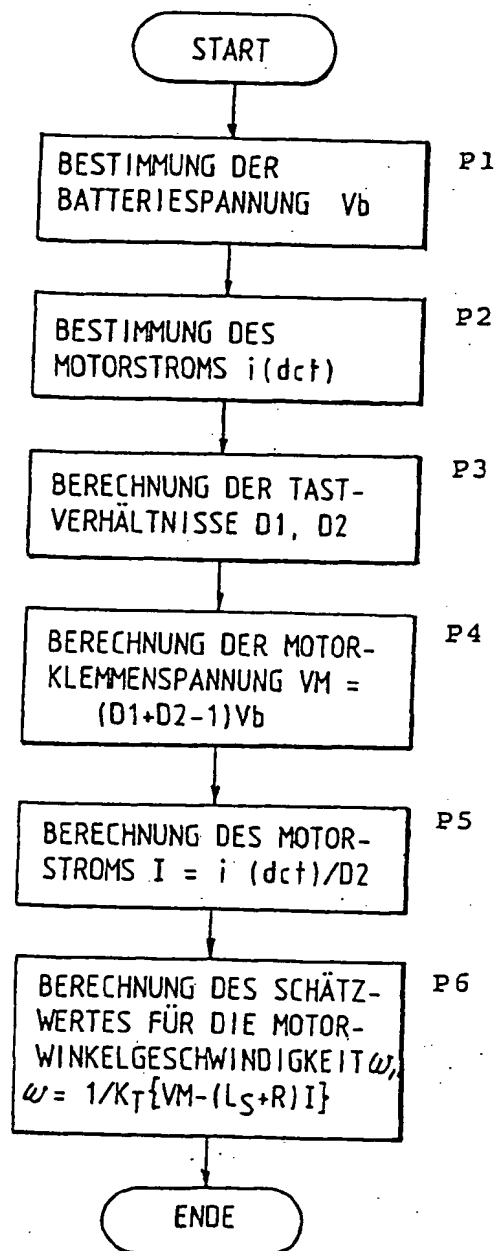 START
BESTIMMUNG DER
BATTERIESPANNUNG Vb
P1
BESTIMMUNG DES
MOTORSTROMS i(dct)
P2
BERECHNUNG DER TAST-
VERHÄLTNISSE D1, D2
P3
BERECHNUNG DER MOTOR-
KLEMMENSPANNUNG VM =
(D1+D2-1)Vb
P4
BERECHNUNG DES MOTOR-
STROMS I = i (dct)/D2
P5
BERECHNUNG DES SCHÄTZ-
WERTES FÜR DIE MOTOR-
WINKELGESCHWINDIGKEIT ω,
ω = 1/KT{VM-(LS+R)I}
P6
ENDE